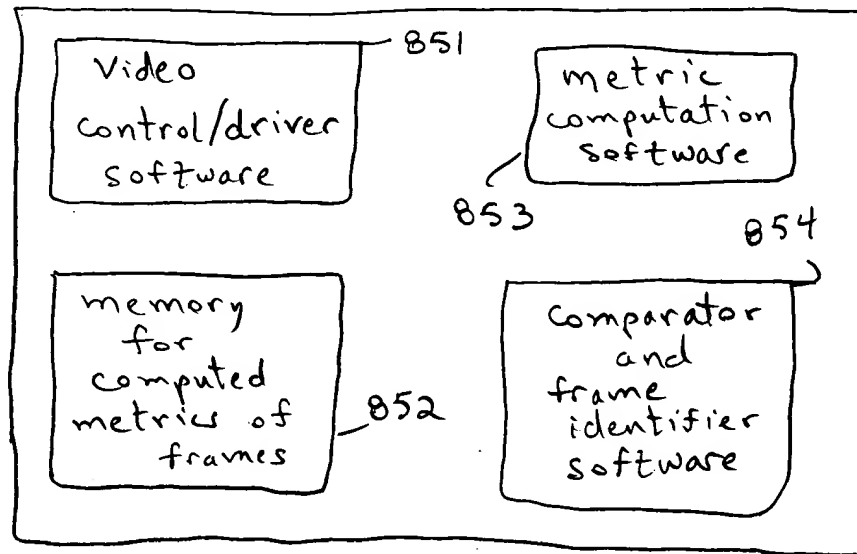 Video
control/driver
software
851
metric
computation
software
853
854
memory
for
computed
metrics of
frames
852
comparator
and
frame
identifier
software